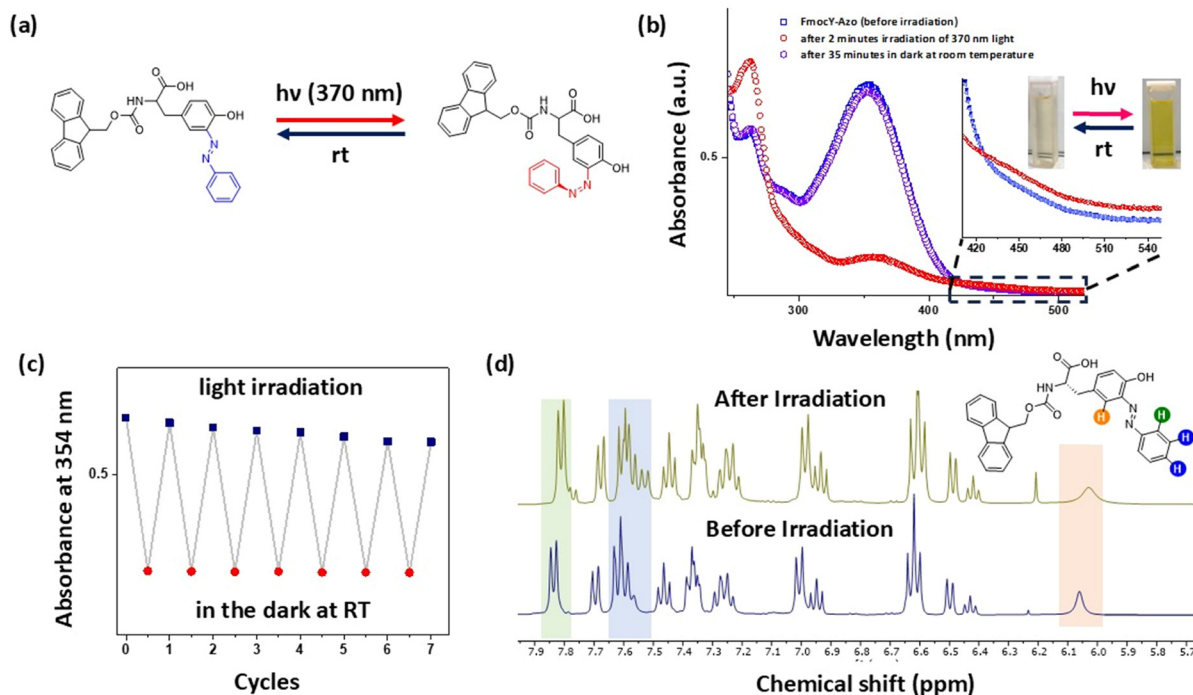 (a)
O
OH
H
N
O
O
OH
N
N
hν (370 nm)
rt
O
OH
H
N
O
O
OH
N
N
(b)
FmocY-Azo (before irradiation)
after 2 minutes irradiation of 370 nm light
after 35 minutes in dark at room temperature
Absorbance (a.u.)
0.5
300 400 500
Wavelength (nm)
hν
rt
420 450 480 510 540
(c)
light irradiation
0.5
Absorbance at 354 nm
in the dark at RT
0 1 2 3 4 5 6 7
Cycles
(d)
After Irradiation
Before Irradiation
O
OH
HN
O
O
OH
N
N
H
H
H
H
7.9 7.8 7.7 7.6 7.5 7.4 7.3 7.2 7.1 7.0 6.9 6.8 6.7 6.6 6.5 6.4 6.3 6.2 6.1 6.0 5.9 5.8 5.7
Chemical shift (ppm)